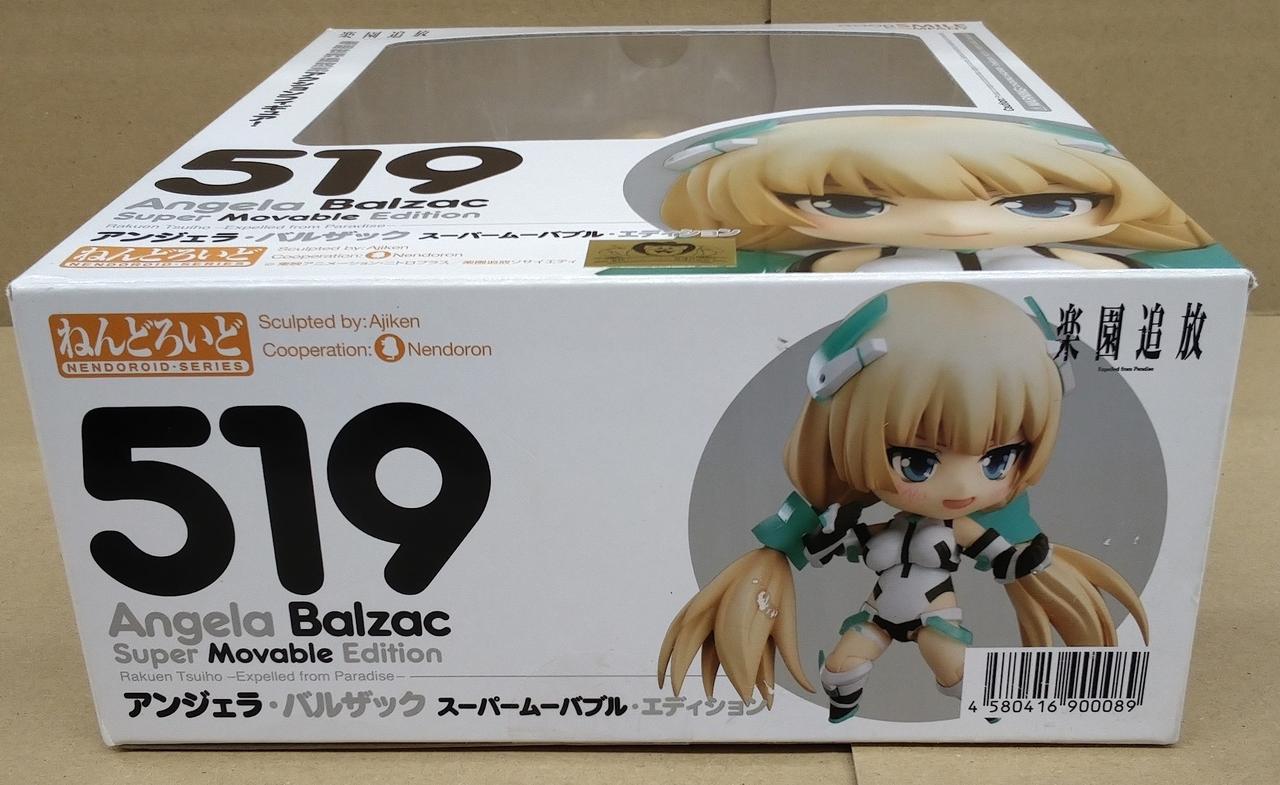 楽園追放
519
Angela Balzac
Super Movable Edition
Rakuen Tsuiho -Expelled from Paradise-
アンジェラ・バルザック スーパームーバブル・エディション
ねんどろいど
NENDOROID・SERIES
Sculpted by: Ajiken
Cooperation: Nendoron
ねんどろいど
NENDOROID・SERIES
Sculpted by: Ajiken
Cooperation: Nendoron
楽園追放
Expelled from Paradise
519
Angela Balzac
Super Movable Edition
Rakuen Tsuiho -Expelled from Paradise-
アンジェラ・バルザック スーパームーバブル・エディション
4 580416 900089